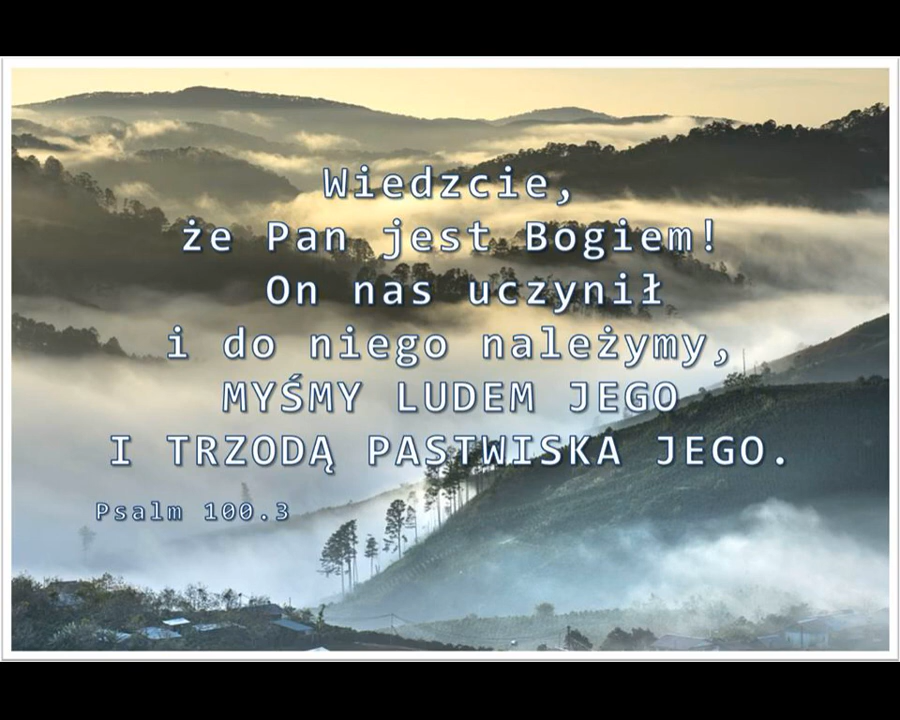 Wiedzcie,
że Pan jest Bogiem!
On nas uczynił
i do niego należymy,
MYŚMY LUDEM JEGO
I TRZODĄ PASTWISKA JEGO.
Psalm 100.3